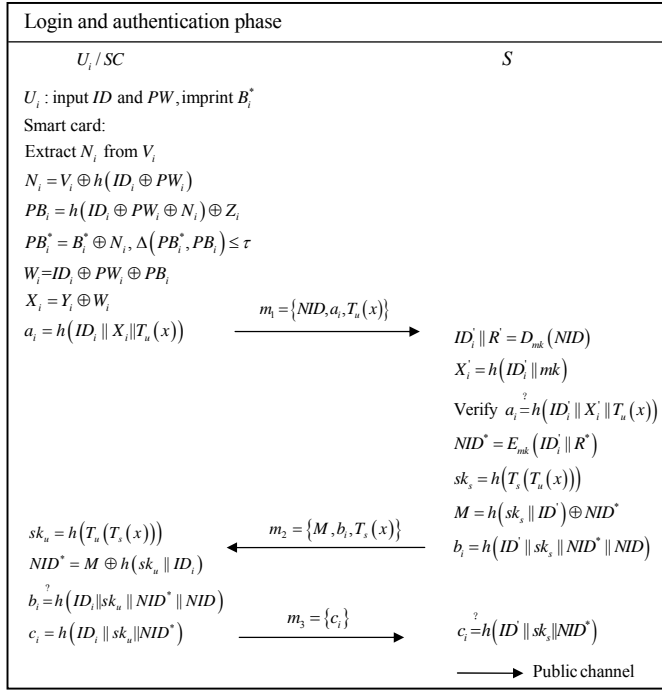 Login and authentication phase
U_i / SC
S
U_i : input ID and PW, imprint B_i^*
Smart card:
Extract N_i from V_i
N_i = V_i ⊕ h(ID_i ⊕ PW_i)
PB_i = h(ID_i ⊕ PW_i ⊕ N_i) ⊕ Z_i
PB_i^* = B_i^* ⊕ N_i, Δ(PB_i^*, PB_i) ≤ τ
W_i = ID_i ⊕ PW_i ⊕ PB_i
X_i = Y_i ⊕ W_i
a_i = h(ID_i || X_i || T_u(x))
m_1 = {NID, a_i, T_u(x)}
ID_i^' || R^' = D_{mk}(NID)
X_i^' = h(ID_i^' || mk)
Verify a_i ?= h(ID_i^' || X_i^' || T_u(x))
NID^* = E_{mk}(ID_i^' || R^*)
sk_s = h(T_s(T_u(x)))
M = h(sk_s || ID^') ⊕ NID^*
b_i = h(ID^' || sk_s || NID^* || NID)
m_2 = {M, b_i, T_s(x)}
sk_u = h(T_u(T_s(x)))
NID^* = M ⊕ h(sk_u || ID_i)
b_i ?= h(ID_i || sk_u || NID^* || NID)
c_i = h(ID_i || sk_u || NID^*)
m_3 = {c_i}
c_i ?= h(ID^' || sk_s || NID^*)
Public channel